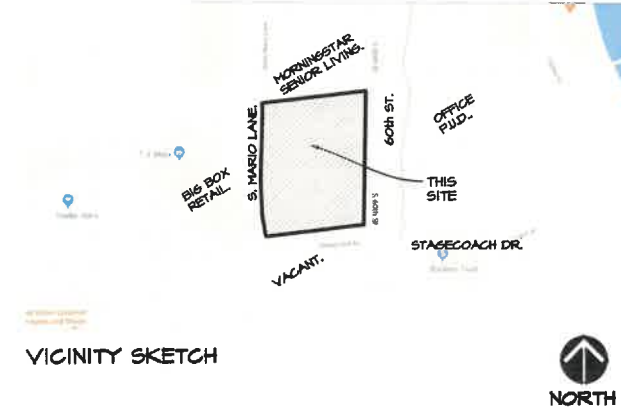 MORNINGSTAR
SENIOR LIVING.
S. MARIO LANE.
60th ST.
OFFICE
P.U.D..
BIG BOX
RETAIL.
THIS
SITE
S 60th St
STAGECOACH DR.
VACANT.
VICINITY SKETCH
NORTH